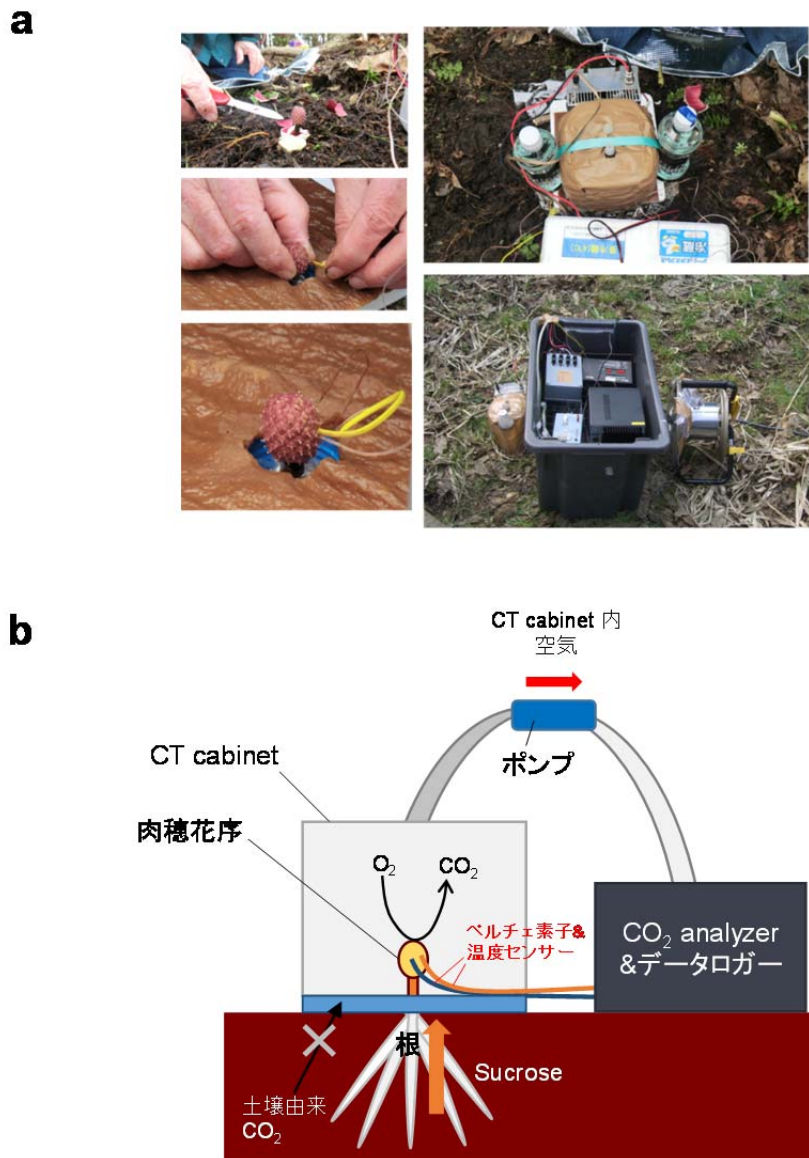 a
b
CT cabinet 内
空気
ポンプ
CT cabinet
肉穂花序
O₂
CO₂
ペルチェ素子&
温度センサー
CO₂ analyzer
&データロガー
根
Sucrose
土壌由来
CO₂